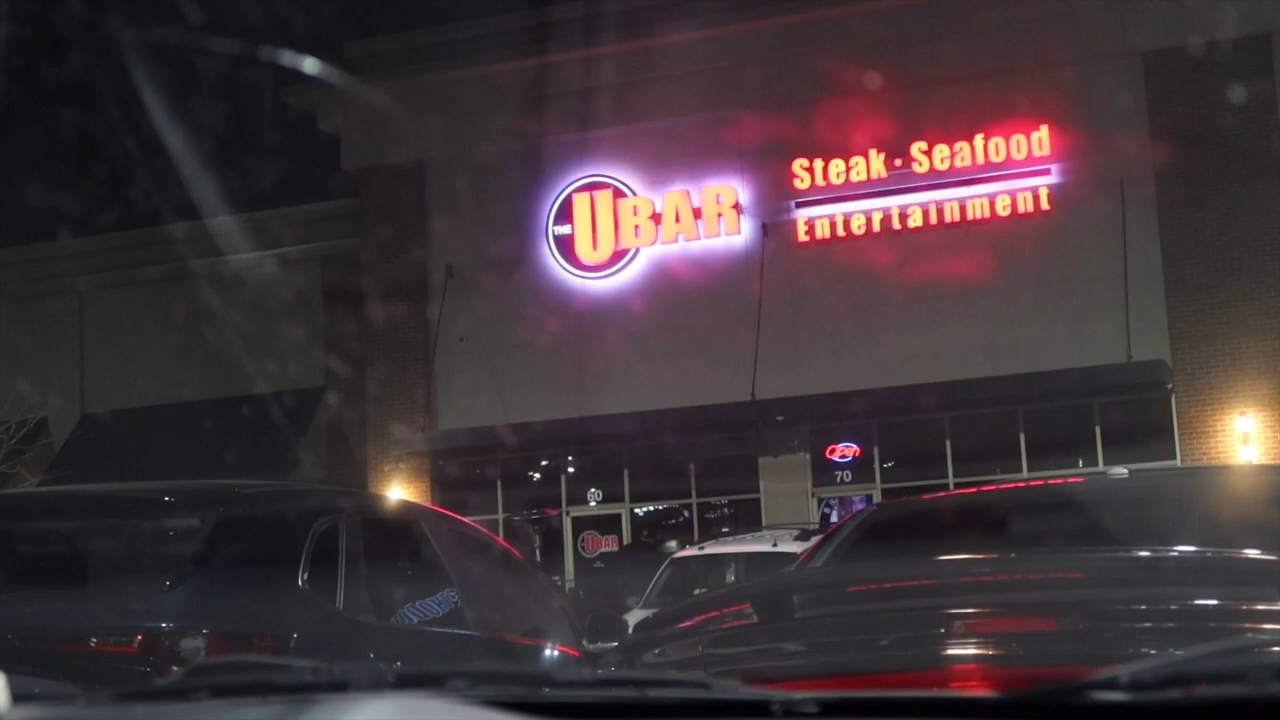 THE UBAR
Steak · Seafood
Entertainment
Open
70
60
UBAR